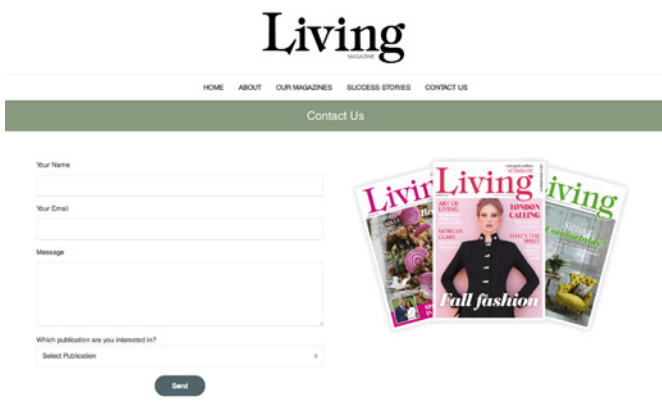 Living
MAGAZINE
HOME ABOUT OUR MAGAZINES SUCCESS STORIES CONTACT US
Contact Us
Your Name
Your Email
Message
Which publication are you interested in?
Select Publication
Send
Living
ART OF
LIVING
MORGAN
CLARE
LONDON
CALLING
THAT'S THE
SPIRIT
Fall fashion
Sitting
Comfortably?